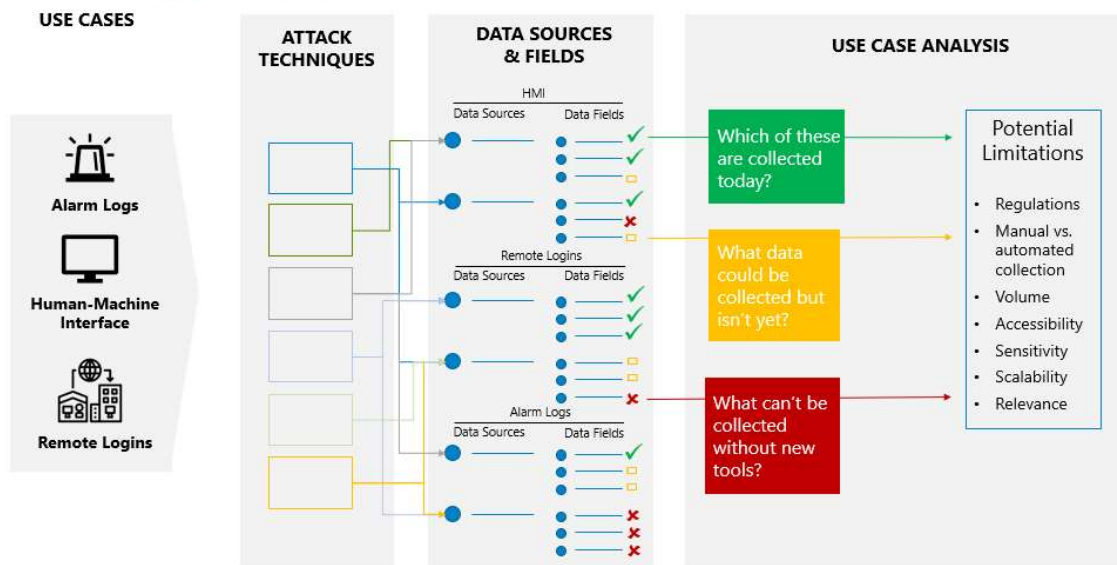 USE CASES
Alarm Logs
Human-Machine
Interface
Remote Logins
ATTACK
TECHNIQUES
DATA SOURCES
& FIELDS
HMI
Data Sources
Data Fields
Remote Logins
Data Sources
Data Fields
Alarm Logs
Data Sources
Data Fields
USE CASE ANALYSIS
Which of these
are collected
today?
What data
could be
collected but
isn't yet?
What can't be
collected
without new
tools?
Potential
Limitations
• Regulations
• Manual vs.
automated
collection
• Volume
• Accessibility
• Sensitivity
• Scalability
• Relevance